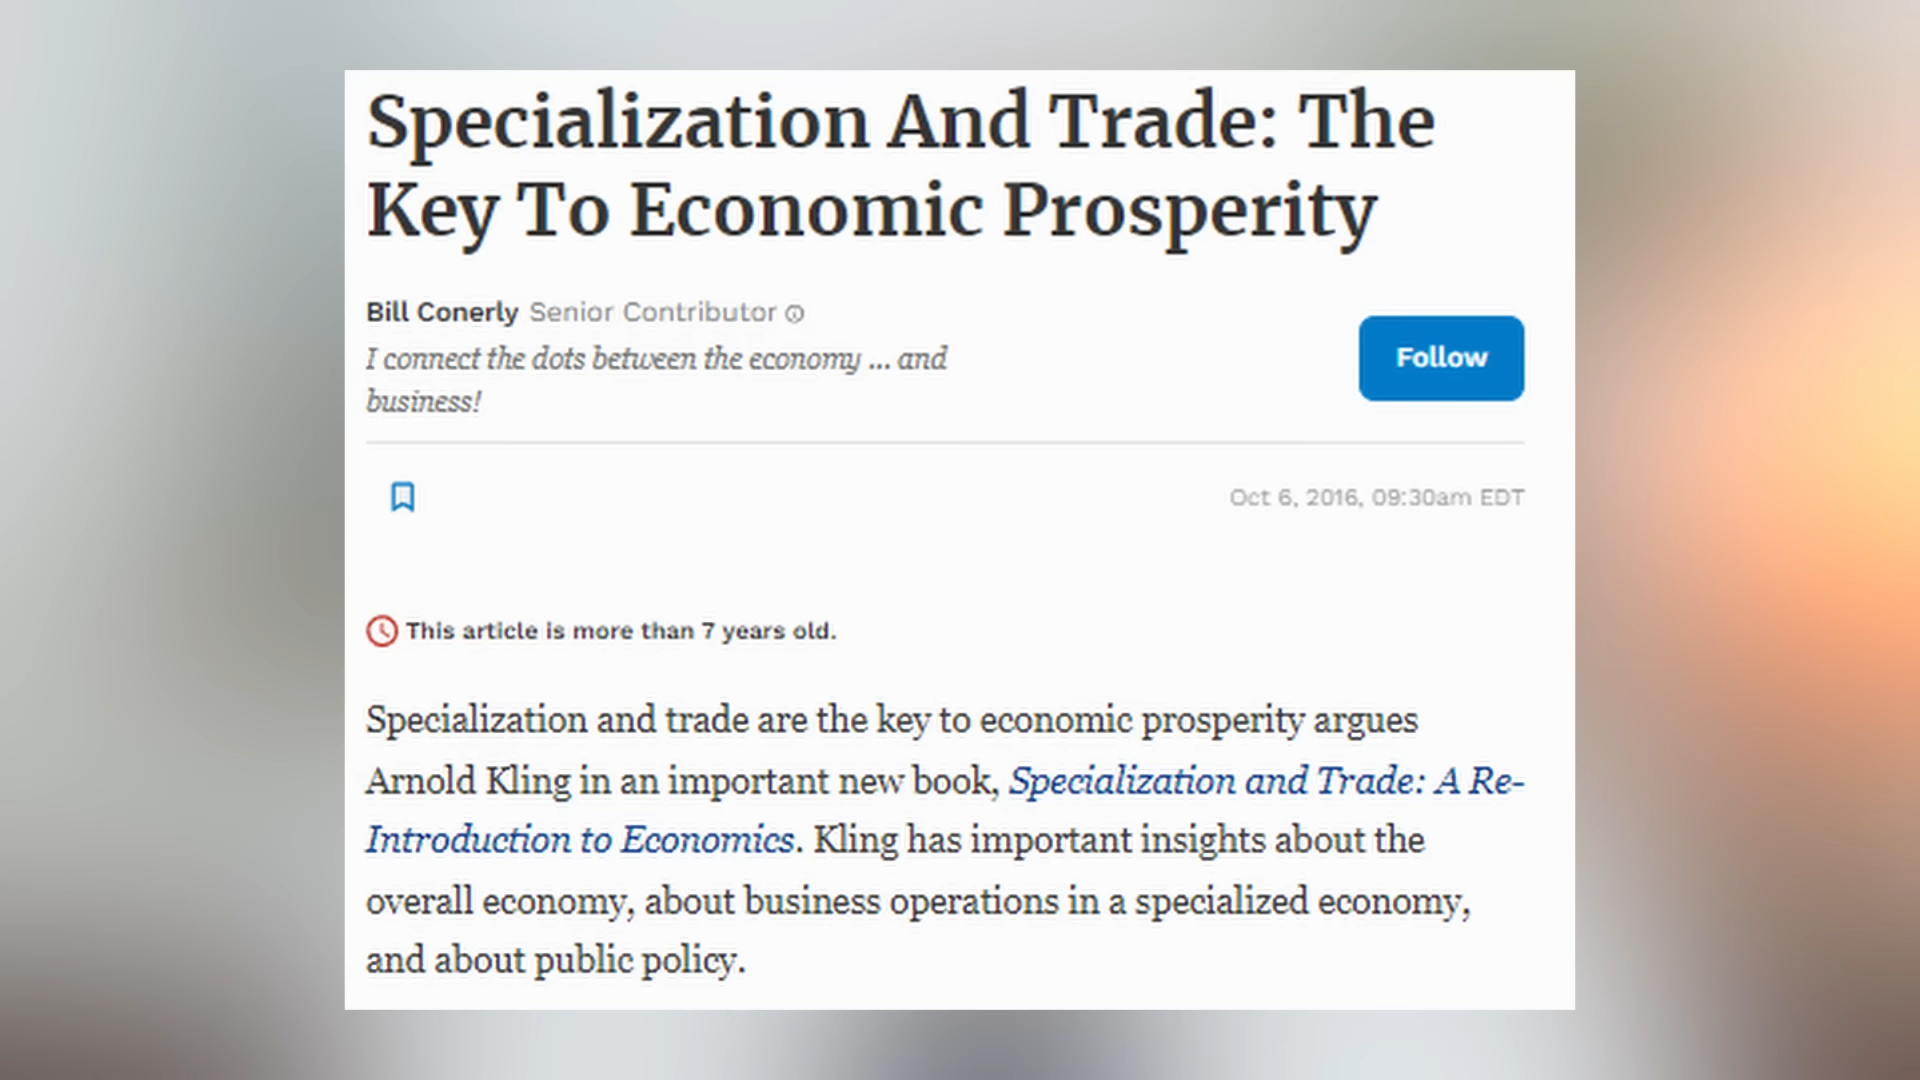 Specialization And Trade: The
Key To Economic Prosperity
Bill Conerly Senior Contributor
I connect the dots between the economy ... and
business!
Follow
Oct 6, 2016, 09:30am EDT
This article is more than 7 years old.
Specialization and trade are the key to economic prosperity argues
Arnold Kling in an important new book, Specialization and Trade: A Re-
Introduction to Economics. Kling has important insights about the
overall economy, about business operations in a specialized economy,
and about public policy.